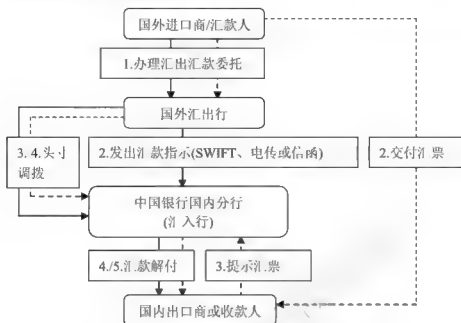 国外进口商/汇款人
1.办理汇出汇款委托
国外汇出行
3. 4.头寸
调拨
2.发出汇款指示(SWIFT、电传或信函)
2.交付汇票
中国银行国内分行
(汇入行)
4./5.汇款解付
3.提示汇票
国内出口商或收款人